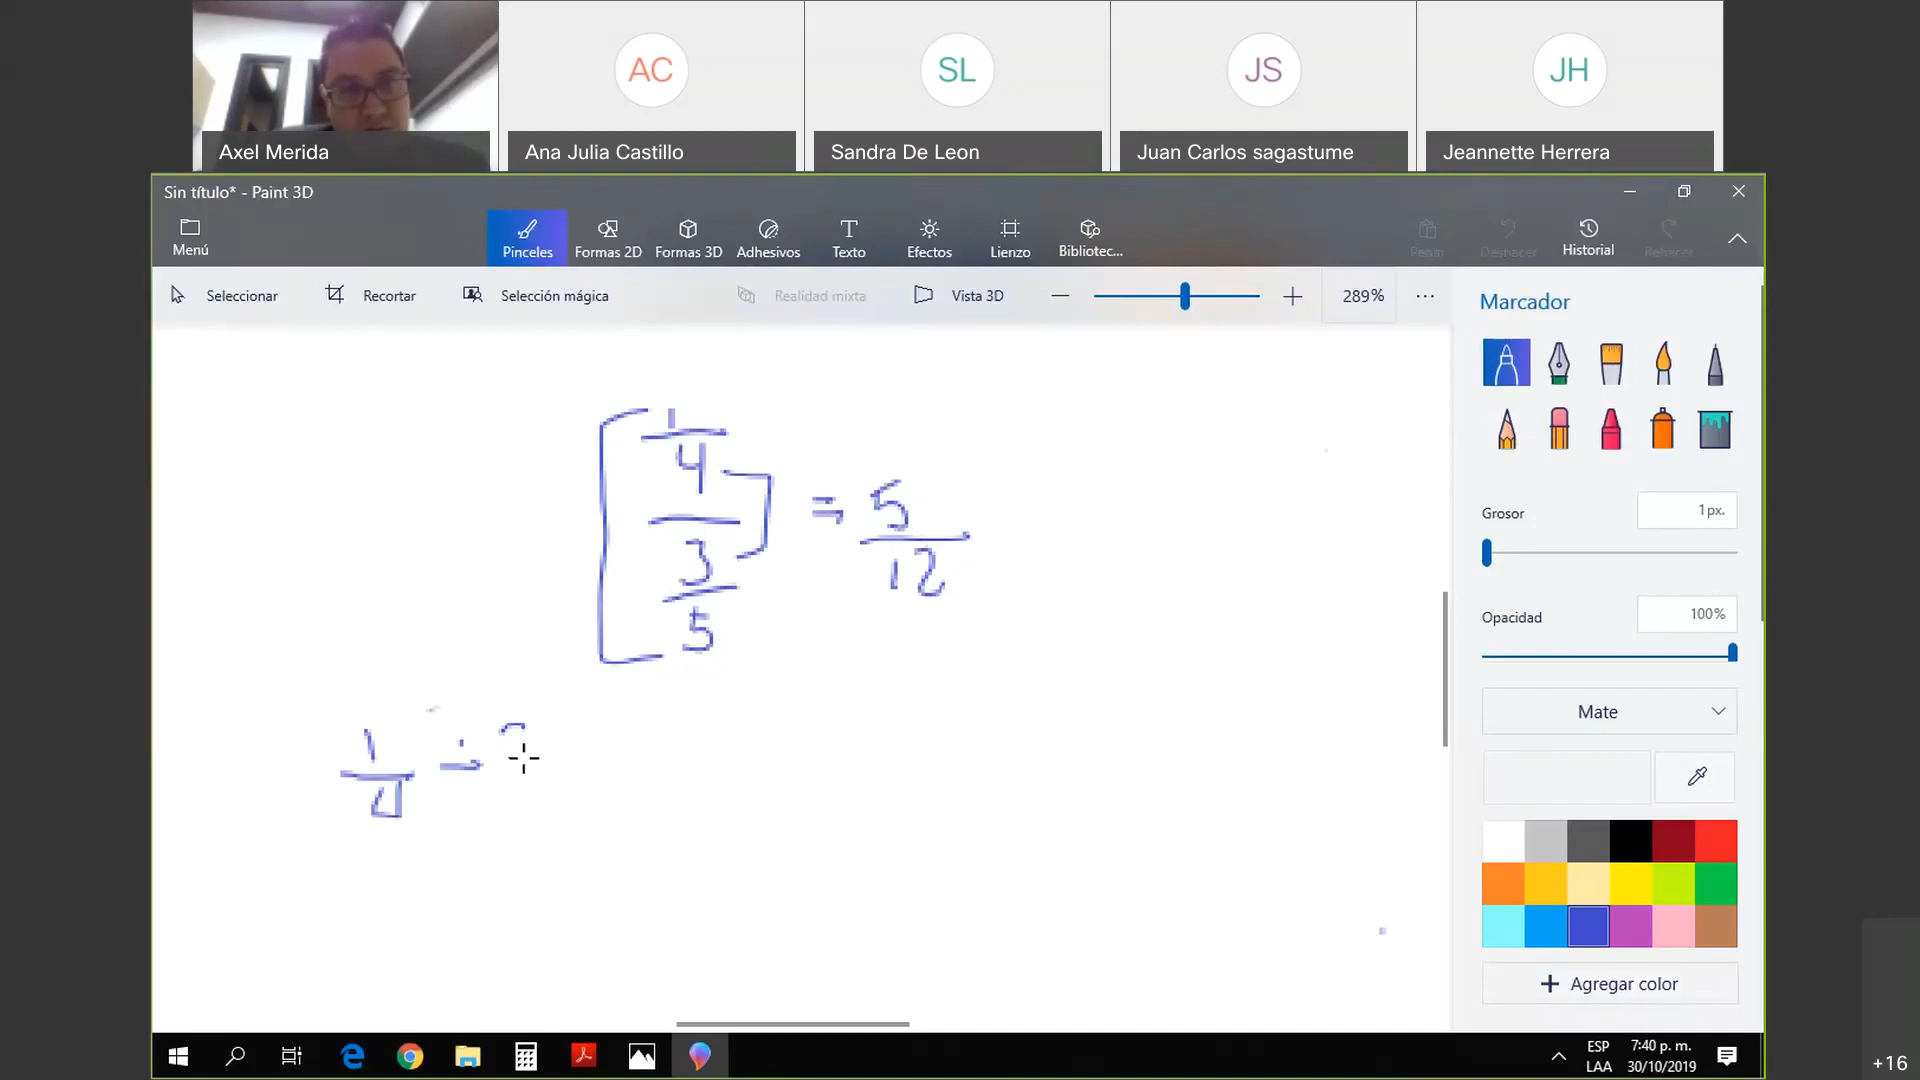 AC
SL
JS
JH
Axel Merida
Ana Julia Castillo
Sandra De Leon
Juan Carlos sagastume
Jeannette Herrera
Sin título* - Paint 3D
Menú
Pinceles
Formas 2D
Formas 3D
Adhesivos
Texto
Efectos
Lienzo
Bibliotec...
Pegar
Deshacer
Historial
Rehacer
Seleccionar
Recortar
Selección mágica
Realidad mixta
Vista 3D
289%
Marcador
Grosor
1px.
Opacidad
100%
Mate
Agregar color
1
4
3
5
= 5
12
1 ÷
4
ESP
LAA
7:40 p. m.
30/10/2019
+16